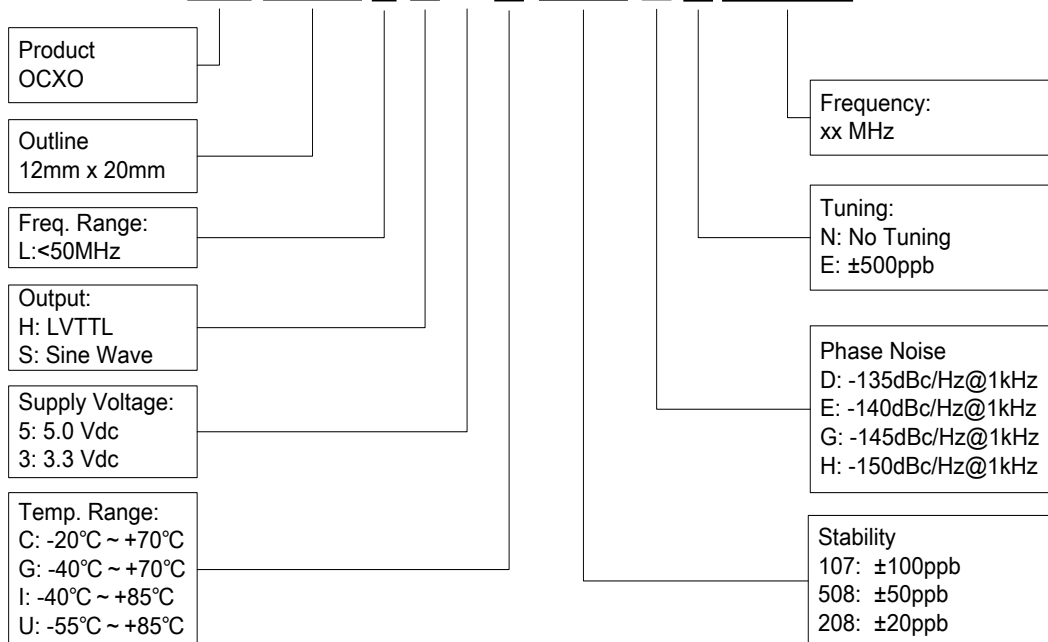 Product
OCXO
Outline
12mm x 20mm
Freq. Range:
L:<50MHz
Output:
H: LVTTL
S: Sine Wave
Supply Voltage:
5: 5.0 Vdc
3: 3.3 Vdc
Temp. Range:
C: -20℃ ~ +70℃
G: -40℃ ~ +70℃
I: -40℃ ~ +85℃
U: -55℃ ~ +85℃
Frequency:
xx MHz
Tuning:
N: No Tuning
E: ±500ppb
Phase Noise
D: -135dBc/Hz@1kHz
E: -140dBc/Hz@1kHz
G: -145dBc/Hz@1kHz
H: -150dBc/Hz@1kHz
Stability
107: ±100ppb
508: ±50ppb
208: ±20ppb